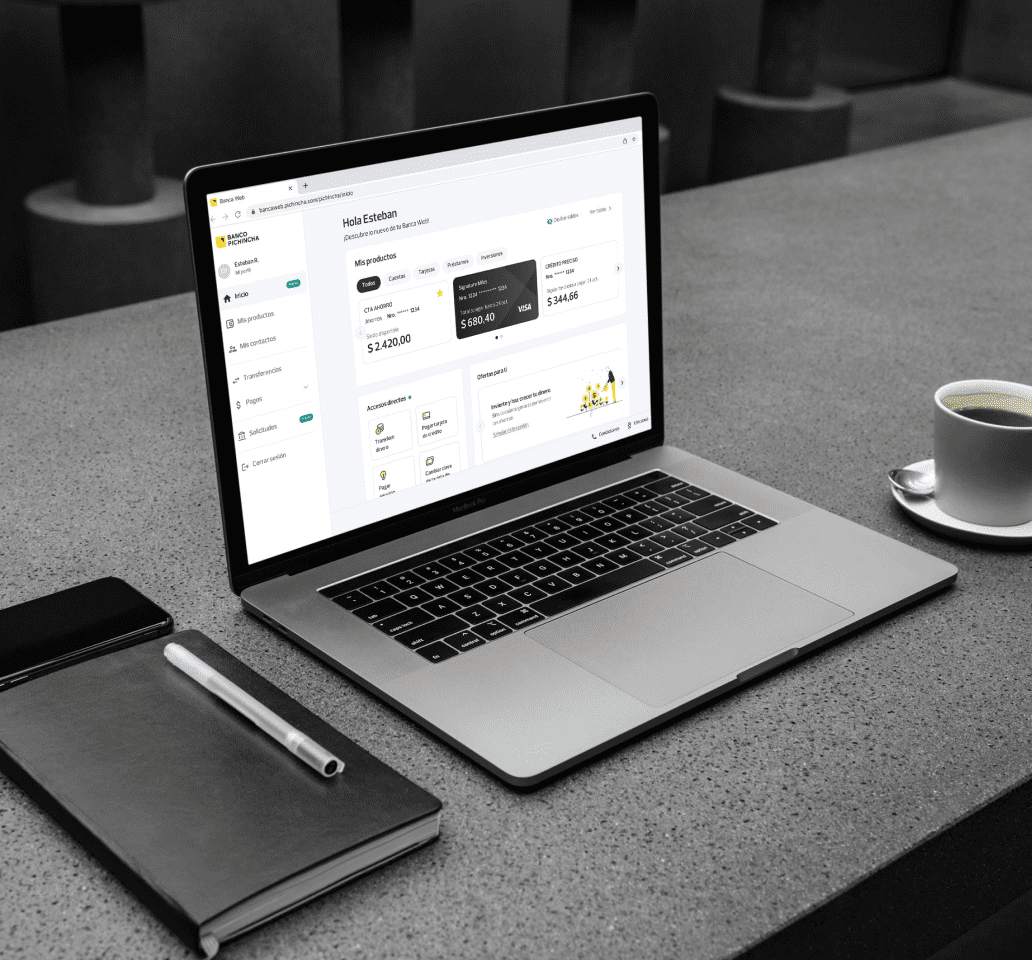 Banca Web
bancaweb.pichincha.com/pichincha/inicio
BANCO
PICHINCHA
Esteban R.
Mi perfil
Inicio
Mis productos
Mis contactos
Transferencias
Pagos
Solicitudes
Cerrar sesión
Hola Esteban
¡Descubre lo nuevo de tu Banca Web!
Mis productos
Ocultar saldos
Ver todos
Todos
Cuentas
Tarjetas
Préstamos
Inversiones
CTA AHORRO
Ahorros Nro. ****** 1234
Saldo disponible
$ 2.420,00
Signature Miles
Nro. 1234 ********* 1234
$ 680.40
VISA
CRÉDITO PRECISO
Nro. **** 1234
$ 344,66
Accesos directos
Transferir
dinero
Pagar tarjeta
de crédito
Pagar
Cambiar clave
Ofertas para ti
Invierte y haz crecer tu dinero
Contáctanos
MacBook Pro
Q W E R T Y U I O P
caps lock A S D F G H J K L
shift Z X C V B N M
fn control option command